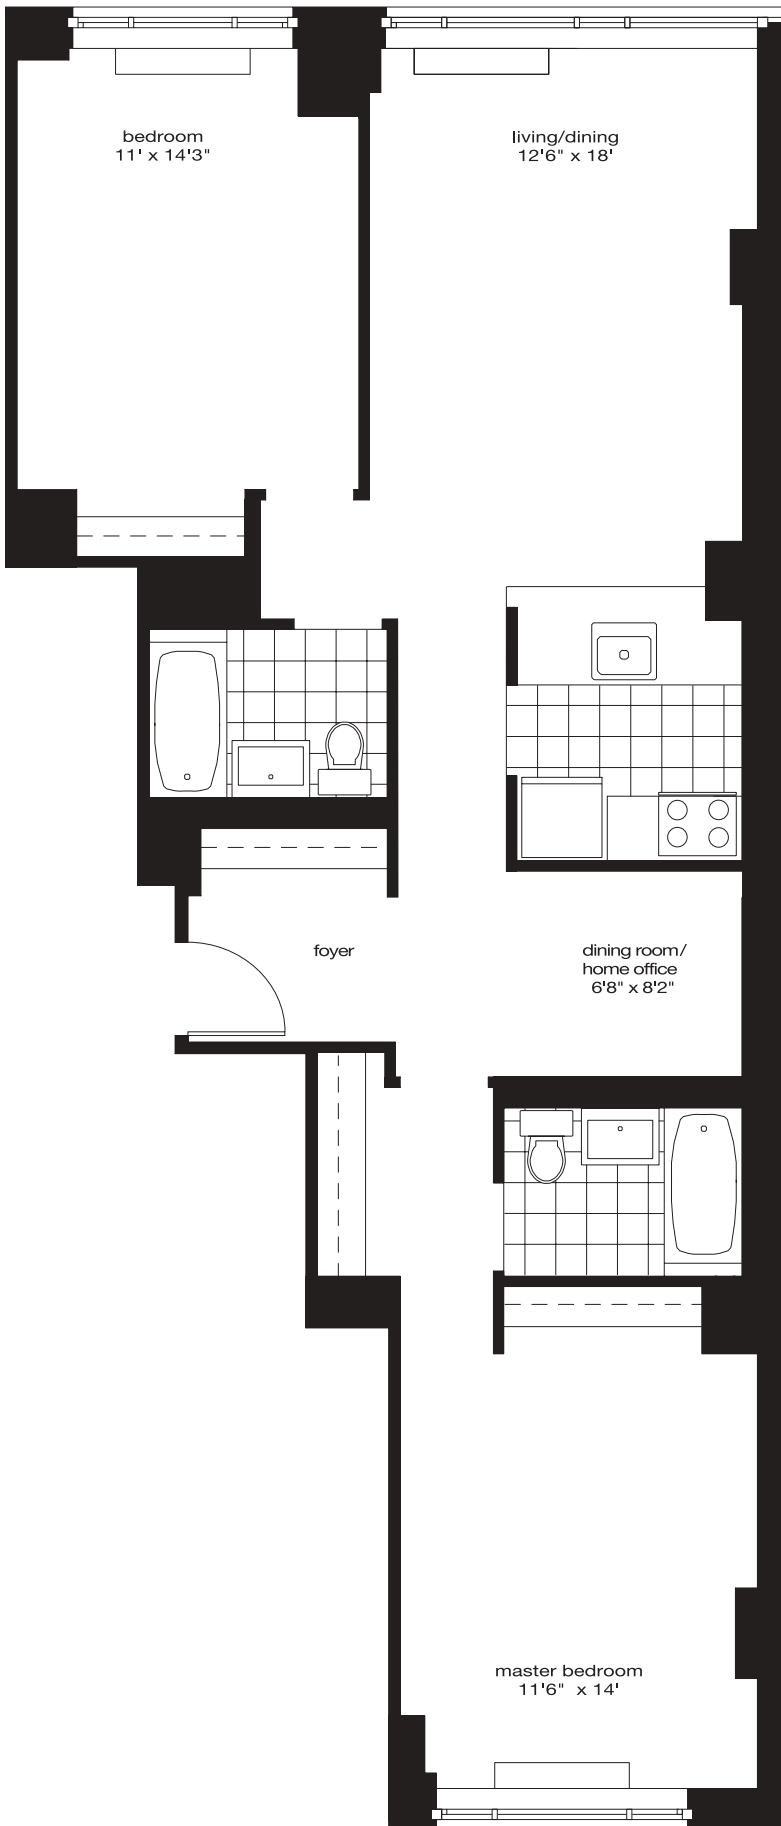 bedroom
11' x 14'3"
living/dining
12'6" x 18'
foyer
dining room/
home office
6'8" x 8'2"
master bedroom
11'6" x 14'